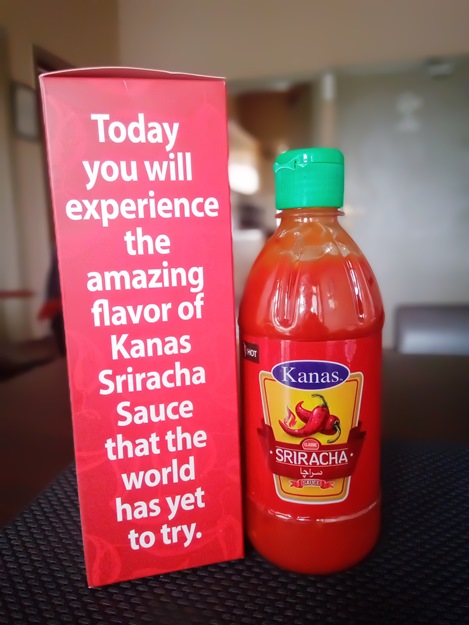 Today
you will
experience
the
amazing
flavor of
Kanas
Sriracha
Sauce
that the
world
has yet
to try.
HOT
Kanas
CLASSIC
SRIRACHA
سراچا
SAUCE